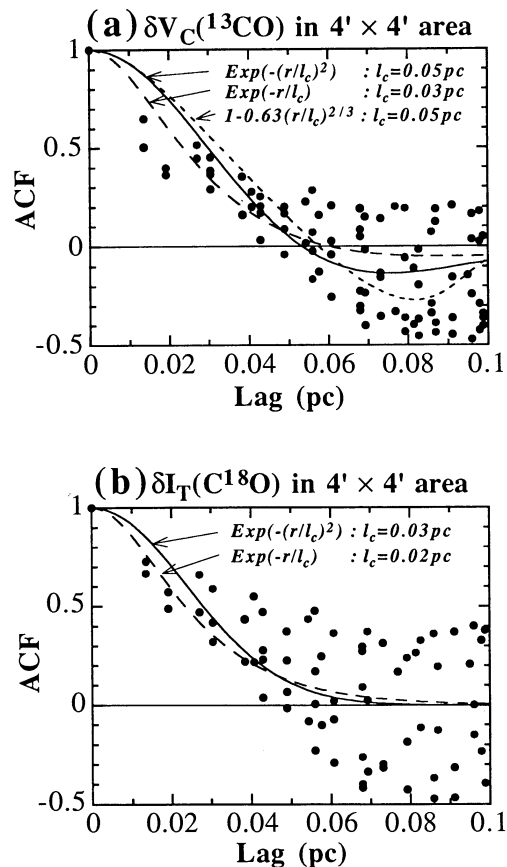 (a) δV_C(¹³CO) in 4' × 4' area
Exp(-(r/l_c)²) : l_c=0.05pc
Exp(-r/l_c) : l_c=0.03pc
1-0.63(r/l_c)^2/3 : l_c=0.05pc
ACF
1
0.5
0
-0.5
0 0.02 0.04 0.06 0.08 0.1
Lag (pc)
(b) δI_T(C¹⁸O) in 4' × 4' area
Exp(-(r/l_c)²) : l_c=0.03pc
Exp(-r/l_c) : l_c=0.02pc
ACF
1
0.5
0
-0.5
0 0.02 0.04 0.06 0.08 0.1
Lag (pc)